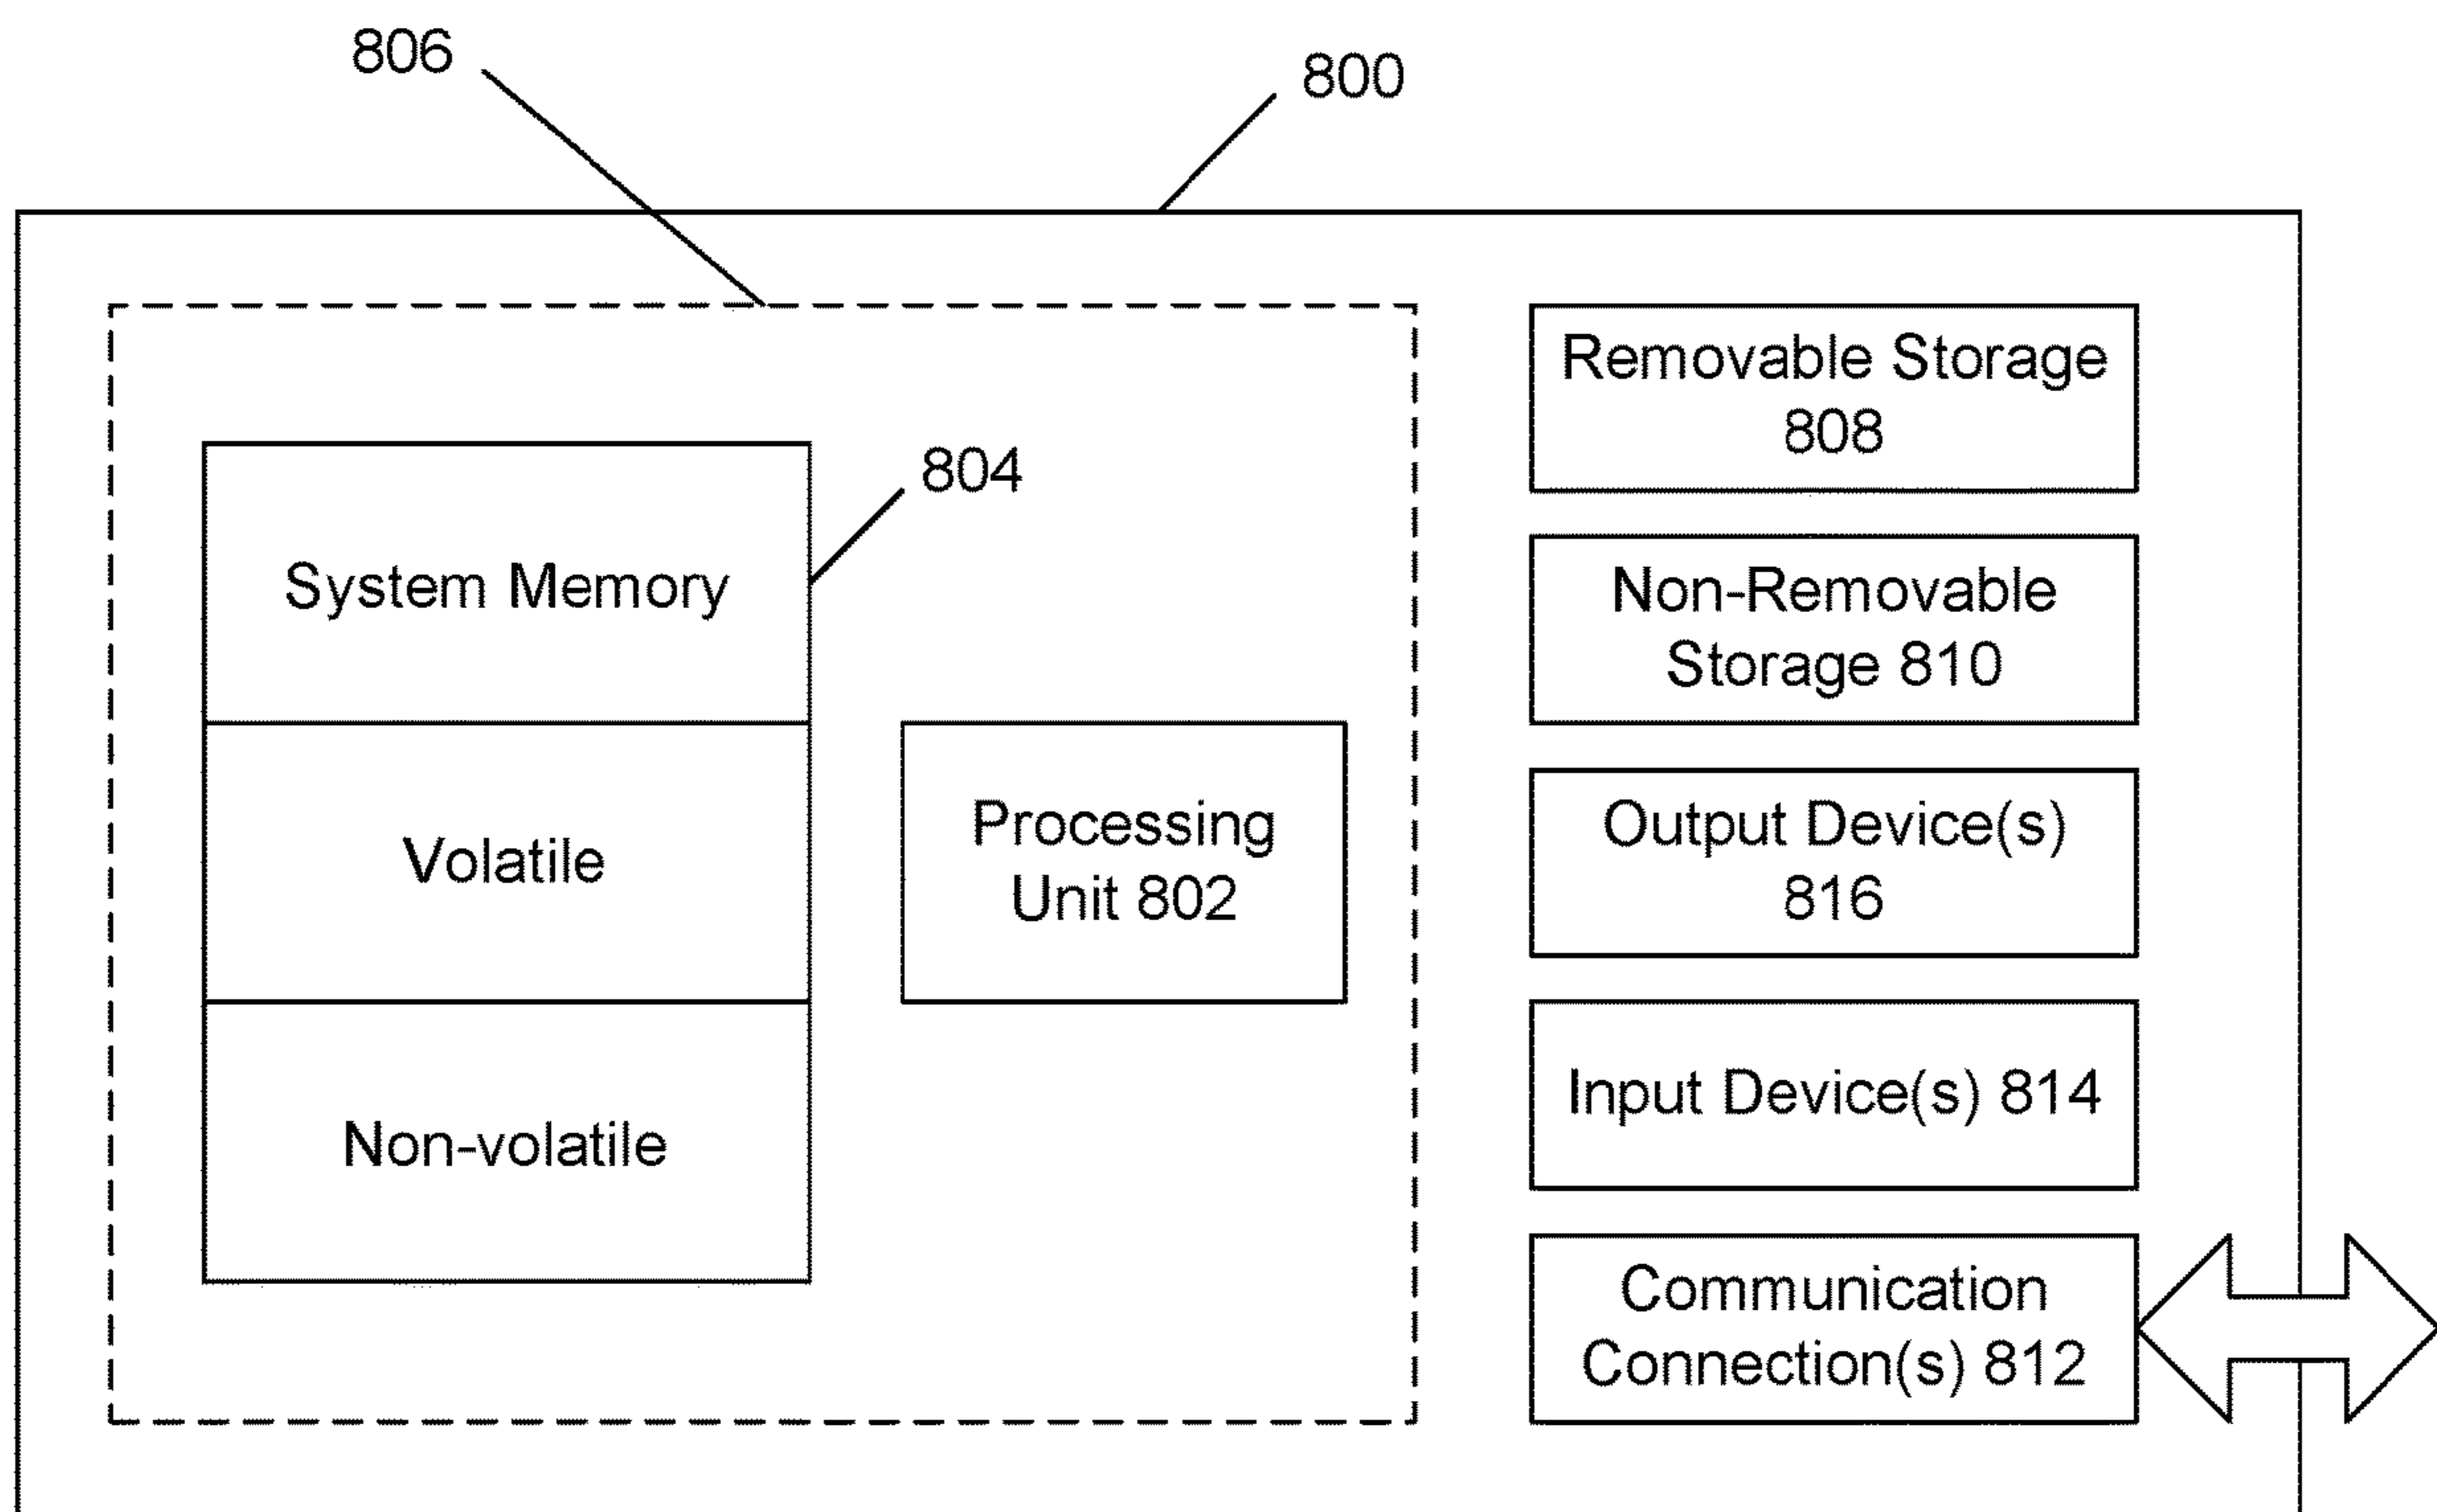 806
800
804
System Memory
Volatile
Non-volatile
Processing
Unit 802
Removable Storage
808
Non-Removable
Storage 810
Output Device(s)
816
Input Device(s) 814
Communication
Connection(s) 812